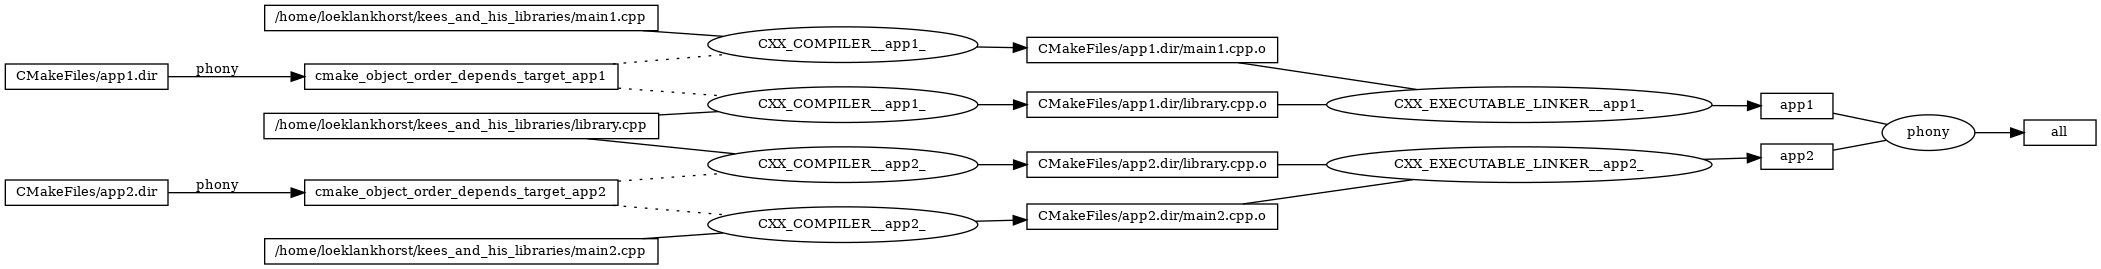 /home/loeklankhorst/kees_and_his_libraries/main1.cpp
CXX_COMPILER__app1_
CMakeFiles/app1.dir/main1.cpp.o
CMakeFiles/app1.dir
phony
cmake_object_order_depends_target_app1
CXX_COMPILER__app1_
CMakeFiles/app1.dir/library.cpp.o
CXX_EXECUTABLE_LINKER__app1_
app1
/home/loeklankhorst/kees_and_his_libraries/library.cpp
phony
all
CXX_COMPILER__app2_
CMakeFiles/app2.dir/library.cpp.o
CXX_EXECUTABLE_LINKER__app2_
app2
CMakeFiles/app2.dir
phony
cmake_object_order_depends_target_app2
CXX_COMPILER__app2_
CMakeFiles/app2.dir/main2.cpp.o
/home/loeklankhorst/kees_and_his_libraries/main2.cpp